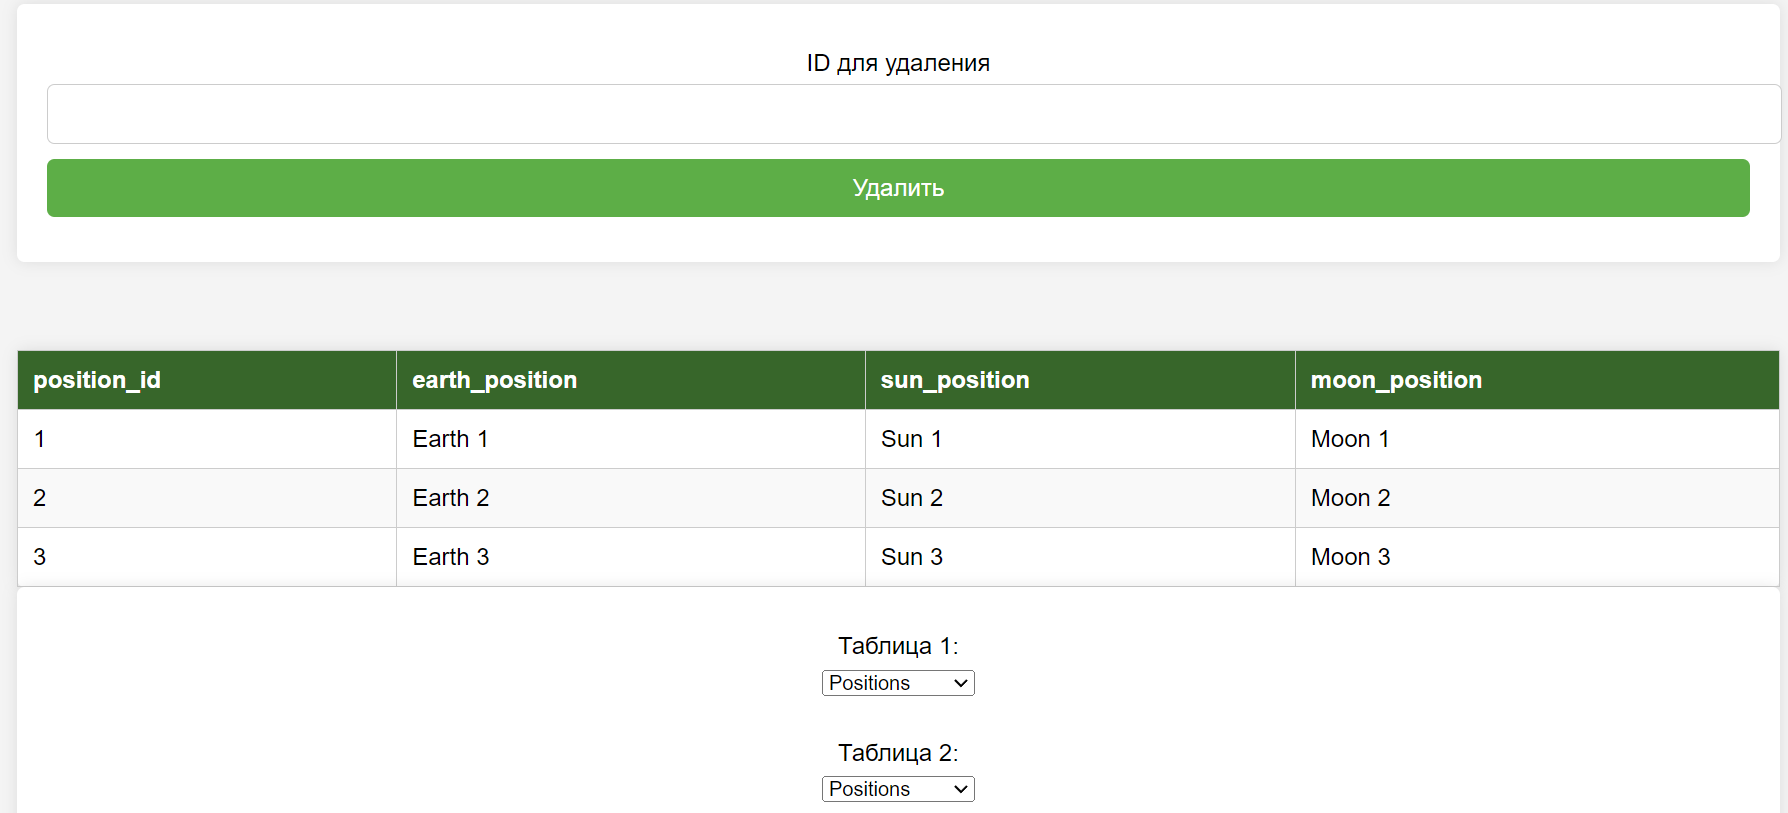 ID для удаления
Удалить
position_id earth_position sun_position moon_position
1 Earth 1 Sun 1 Moon 1
2 Earth 2 Sun 2 Moon 2
3 Earth 3 Sun 3 Moon 3
Таблица 1:
Positions
Таблица 2:
Positions